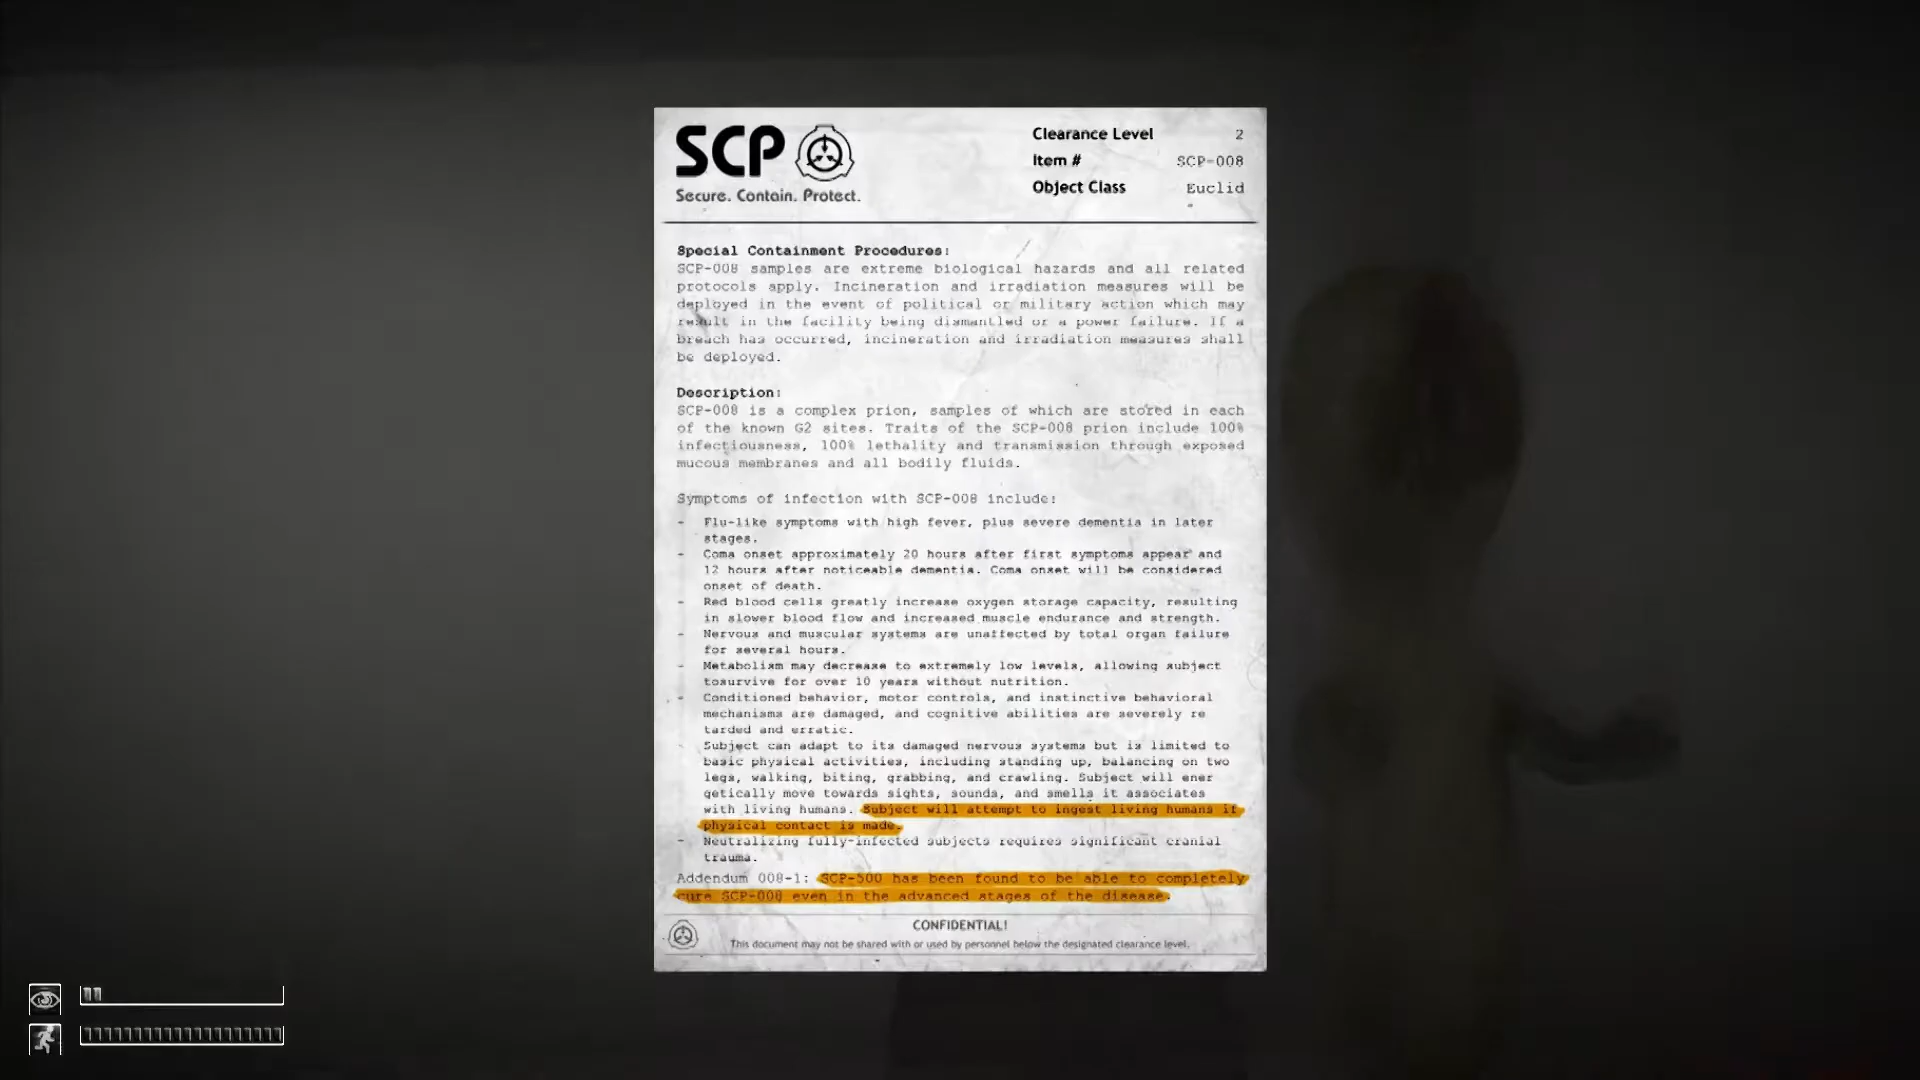 SCP
Secure. Contain. Protect.
Clearance Level 2
Item # SCP-008
Object Class Euclid
Special Containment Procedures:
SCP-008 samples are extreme biological hazards and all related
protocols apply. Incineration and irradiation measures will be
deployed in the event of political or military action which may
result in the facility being dismantled or a power failure. If a
breach has occurred, incineration and irradiation measures shall
be deployed.
Description:
SCP-008 is a complex prion, samples of which are stored in each
of the known G2 sites. Traits of the SCP-008 prion include 100%
infectiousness, 100% lethality and transmission through exposed
mucous membranes and all bodily fluids.
Symptoms of infection with SCP-008 include:
- Flu-like symptoms with high fever, plus severe dementia in later
stages.
- Coma onset approximately 20 hours after first symptoms appear and
12 hours after noticeable dementia. Coma onset will be considered
onset of death.
- Red blood cells greatly increase oxygen storage capacity, resulting
in slower blood flow and increased muscle endurance and strength.
- Nervous and muscular systems are unaffected by total organ failure
for several hours.
- Metabolism may decrease to extremely low levels, allowing subject
tosurvive for over 10 years without nutrition.
- Conditioned behavior, motor controls, and instinctive behavioral
mechanisms are damaged, and cognitive abilities are severely re
tarded and erratic.
- Subject can adapt to its damaged nervous systems but is limited to
basic physical activities, including standing up, balancing on two
legs, walking, biting, grabbing, and crawling. Subject will ener
getically move towards sights, sounds, and smells it associates
with living humans. Subject will attempt to ingest living humans if
physical contact is made.
- Neutralizing fully-infected subjects requires significant cranial
trauma.
Addendum 008-1: SCP-500 has been found to be able to completely
cure SCP-008 even in the advanced stages of the disease.
CONFIDENTIAL!
This document may not be shared with or used by personnel below the designated clearance level.